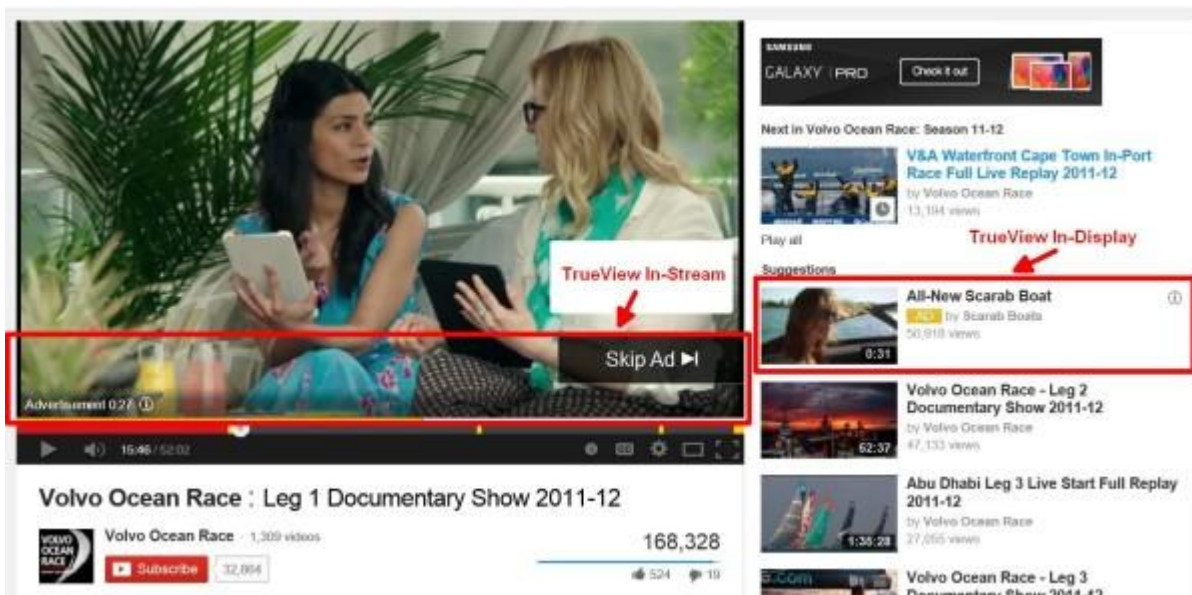 SAMSUNG
GALAXY PRO
Check it out
Next in Volvo Ocean Race: Season 11-12
V&A Waterfront Cape Town In-Port
Race Full Live Replay 2011-12
by Volvo Ocean Race
13,194 views
Play all
TrueView In-Display
Suggestions
All-New Scarab Boat
AD by Scarab Boats
50,918 views
0:31
Volvo Ocean Race - Leg 2
Documentary Show 2011-12
by Volvo Ocean Race
47,133 views
62:37
Abu Dhabi Leg 3 Live Start Full Replay
2011-12
by Volvo Ocean Race
27,055 views
1:35:28
Volvo Ocean Race - Leg 3
Documentary Show 2011-12
TrueView In-Stream
Skip Ad
Advertisement 0:27
15:46 / 52:02
Volvo Ocean Race : Leg 1 Documentary Show 2011-12
VOLVO
OCEAN
RACE
Volvo Ocean Race · 1,309 videos
Subscribe
32,864
168,328
524
19